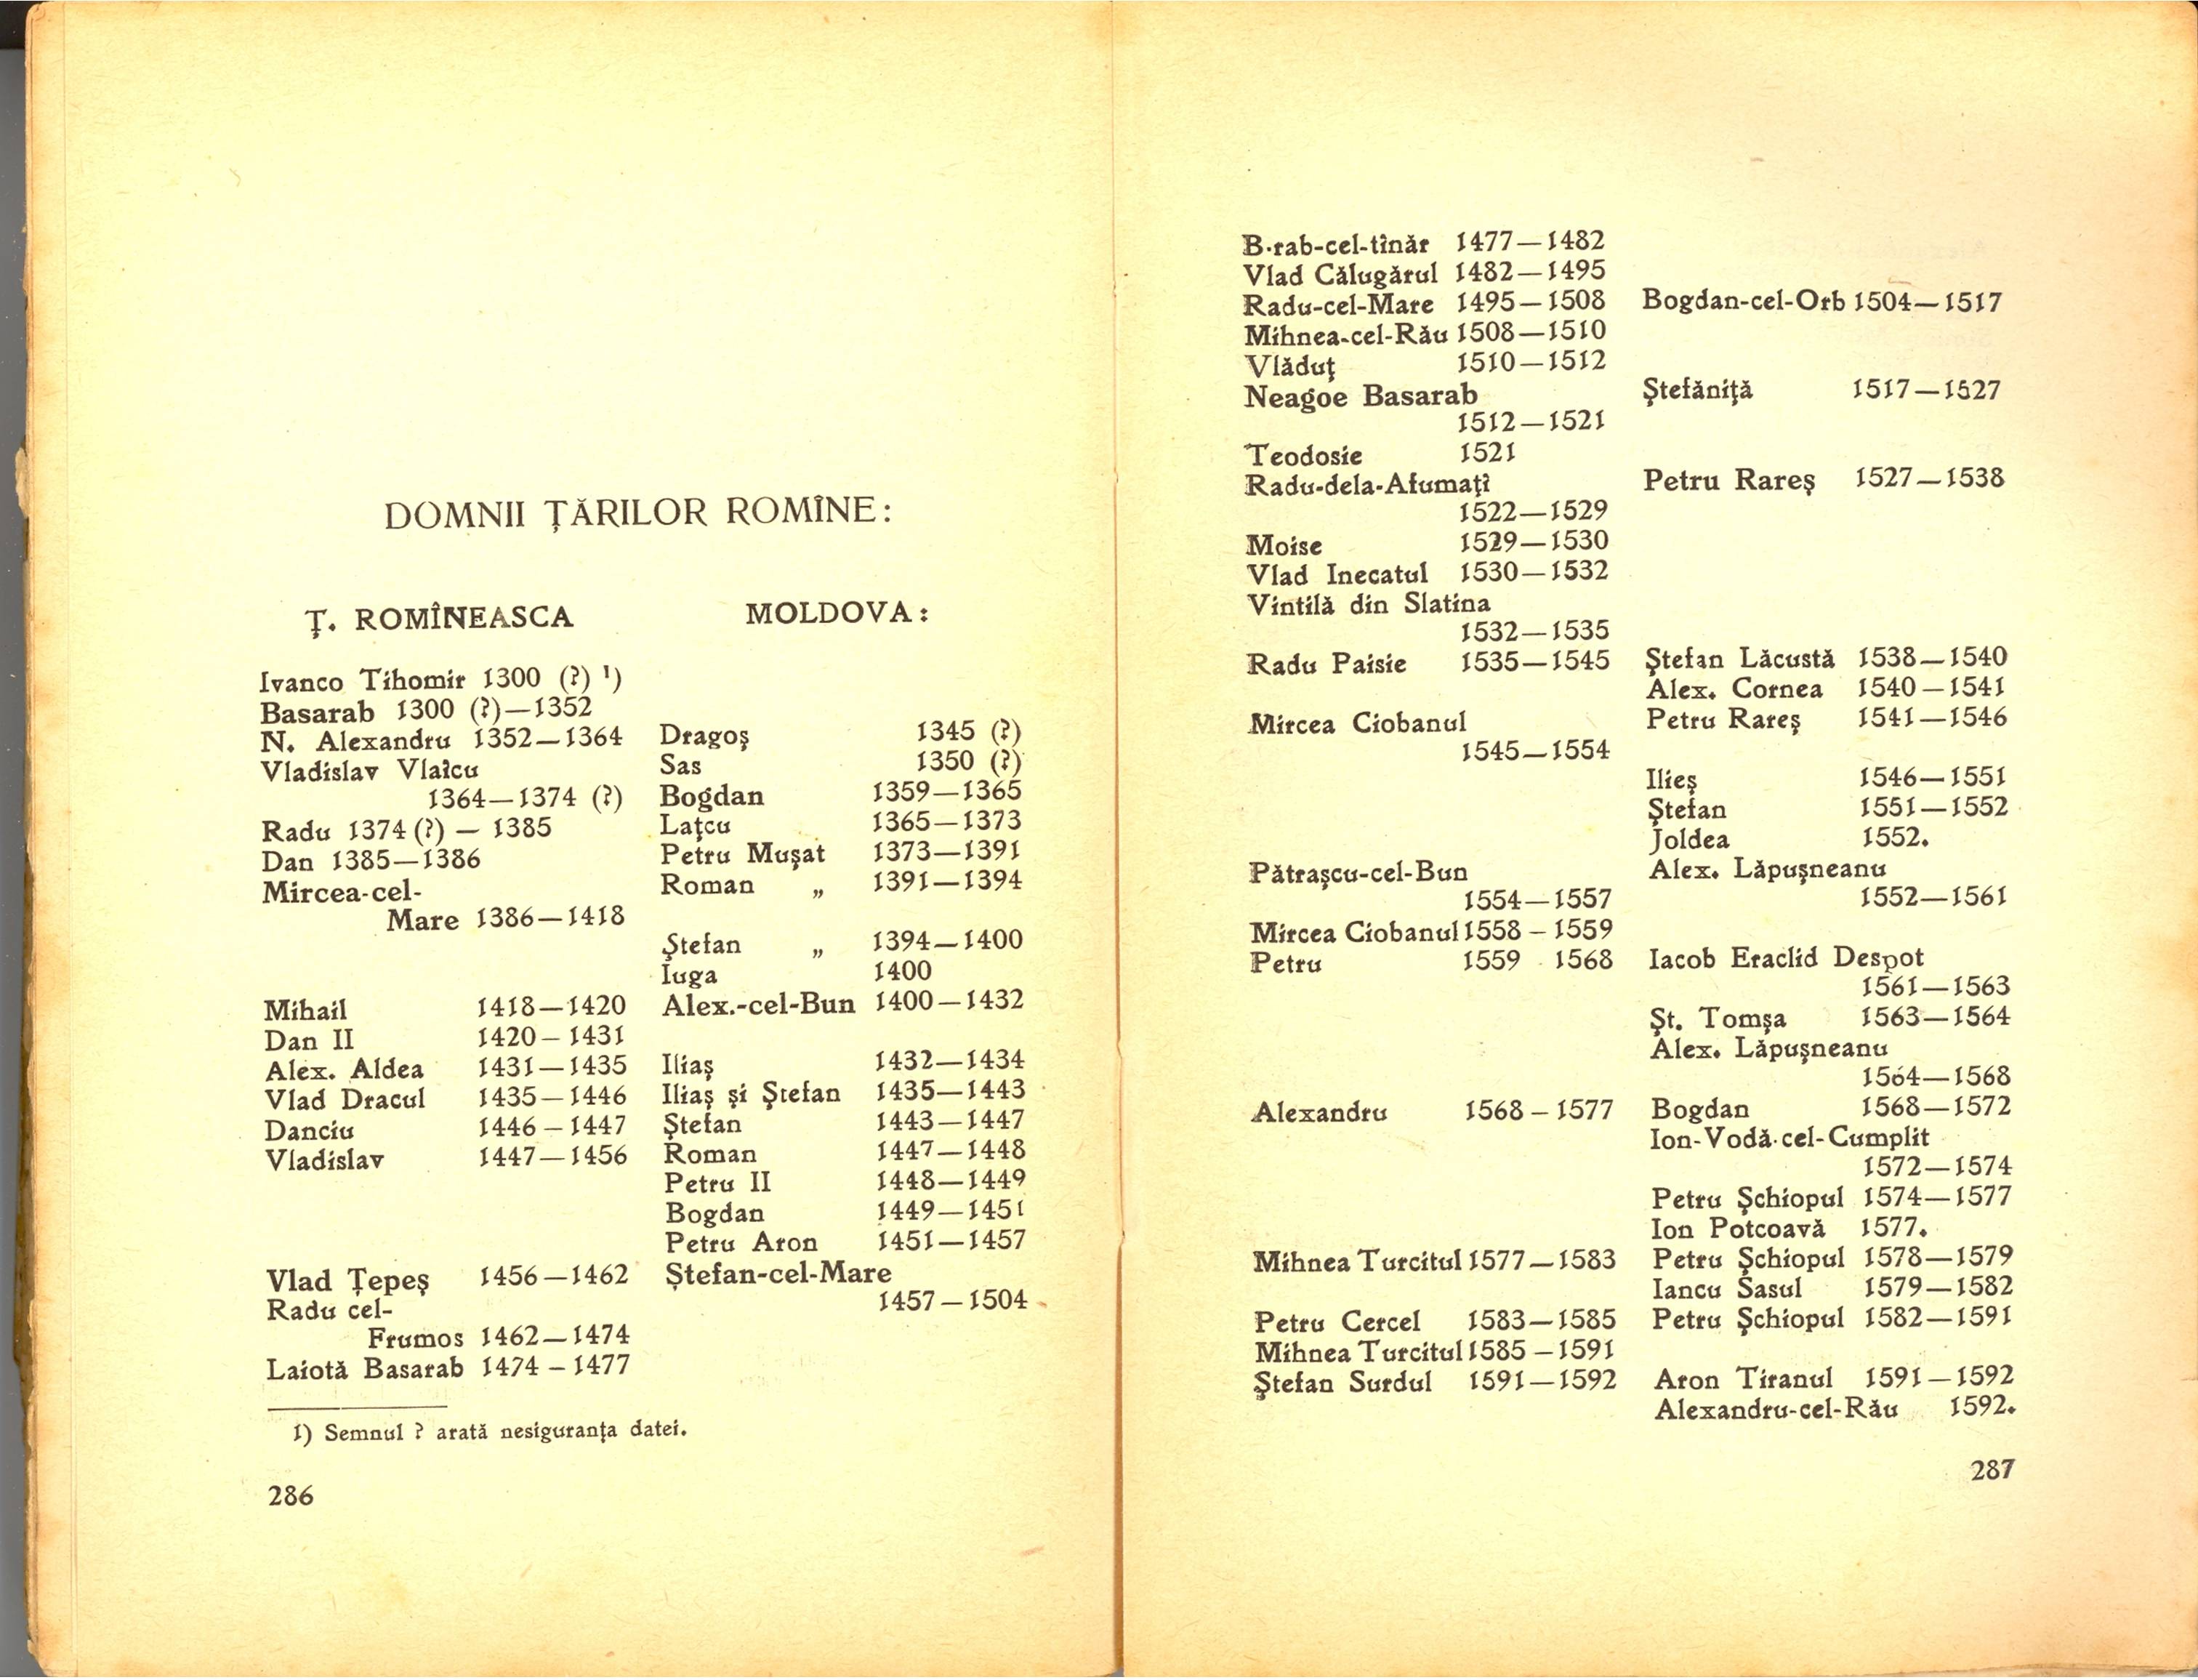 DOMNII ŢĂRILOR ROMÎNE:
Ţ. ROMÎNEASCA
Ivanco Tihomir 1300 (?) ¹)
Basarab 1300 (?)—1352
N. Alexandru 1352—1364
Vladislav Vlaicu
1364—1374 (?)
Radu 1374 (?) — 1385
Dan 1385—1386
Mircea-cel-
Mare 1386—1418
Mihail 1418—1420
Dan II 1420—1431
Alex. Aldea 1431—1435
Vlad Dracul 1435—1446
Danciu 1446—1447
Vladislav 1447—1456
Vlad Ţepeş 1456—1462
Radu cel-
Frumos 1462—1474
Laiotă Basarab 1474—1477
MOLDOVA:
Dragoş 1345 (?)
Sas 1350 (?)
Bogdan 1359—1365
Laţcu 1365—1373
Petru Muşat 1373—1391
Roman „ 1391—1394
Ştefan „ 1394—1400
Iuga 1400
Alex.-cel-Bun 1400—1432
Iliaş 1432—1434
Iliaş şi Ştefan 1435—1443
Ştefan 1443—1447
Roman 1447—1448
Petru II 1448—1449
Bogdan 1449—1451
Petru Aron 1451—1457
Ştefan-cel-Mare
1457—1504
1) Semnul ? arată nesiguranţa datei.
286
B·rab-cel-tînăr 1477—1482
Vlad Călugărul 1482—1495
Radu-cel-Mare 1495—1508
Mihnea-cel-Rău 1508—1510
Vlăduţ 1510—1512
Neagoe Basarab
1512—1521
Teodosie 1521
Radu-dela-Afumaţi
1522—1529
Moise 1529—1530
Vlad Inecatul 1530—1532
Vintilă din Slatina
1532—1535
Radu Paisie 1535—1545
Mircea Ciobanul
1545—1554
Pătraşcu-cel-Bun
1554—1557
Mircea Ciobanul 1558—1559
Petru 1559 - 1568
Alexandru 1568—1577
Mihnea Turcitul 1577—1583
Petru Cercel 1583—1585
Mihnea Turcitul 1585—1591
Ştefan Surdul 1591—1592
Bogdan-cel-Orb 1504—1517
Ştefăniţă 1517—1527
Petru Rareş 1527—1538
Ştefan Lăcustă 1538—1540
Alex. Cornea 1540—1541
Petru Rareş 1541—1546
Ilieş 1546—1551
Ştefan 1551—1552
Joldea 1552.
Alex. Lăpuşneanu
1552—1561
Iacob Eraclid Despot
1561—1563
Şt. Tomşa 1563—1564
Alex. Lăpuşneanu
1564—1568
Bogdan 1568—1572
Ion-Vodă-cel-Cumplit
1572—1574
Petru Şchiopul 1574—1577
Ion Potcoavă 1577.
Petru Şchiopul 1578—1579
Iancu Sasul 1579—1582
Petru Şchiopul 1582—1591
Aron Tiranul 1591—1592
Alexandru-cel-Rău 1592.
287